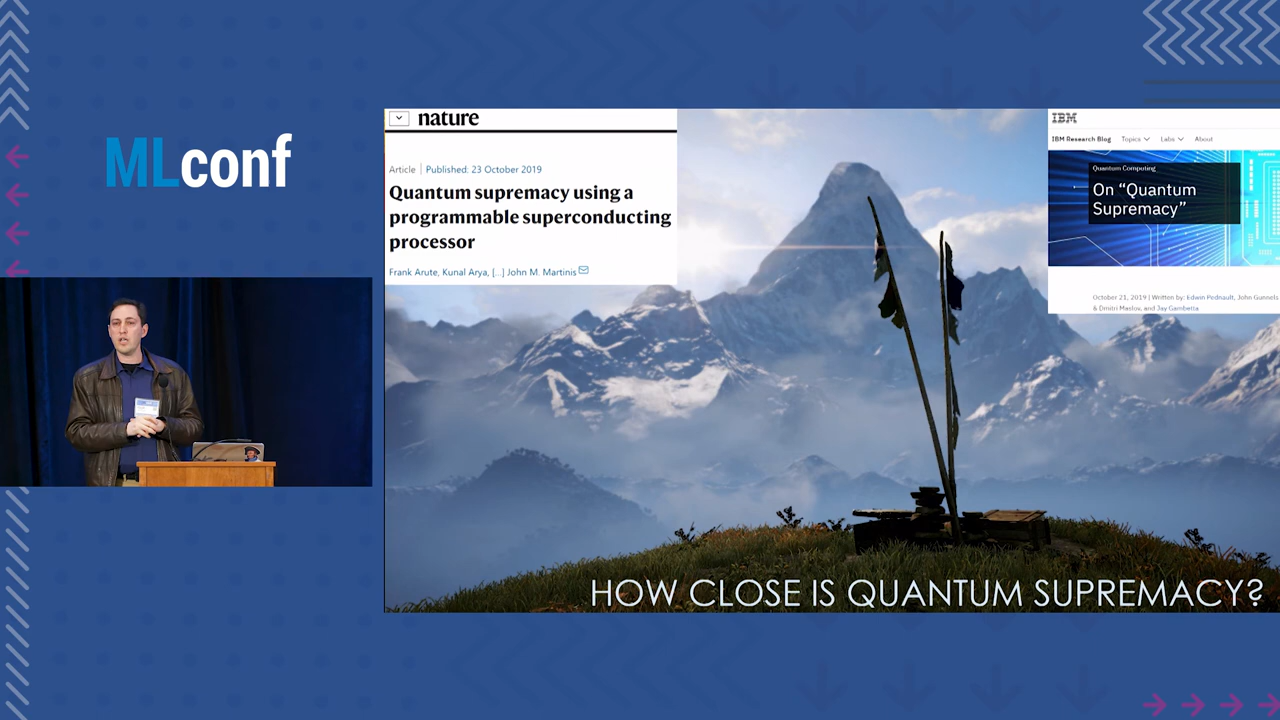 MLconf
nature
Article | Published: 23 October 2019
Quantum supremacy using a
programmable superconducting
processor
Frank Arute, Kunal Arya, [...] John M. Martinis
IBM
IBM Research Blog Topics Labs About
Quantum Computing
On “Quantum
Supremacy”
October 21, 2019 | Written by: Edwin Pednault, John Gunnels
& Dmitri Maslov, and Jay Gambetta
HOW CLOSE IS QUANTUM SUPREMACY?